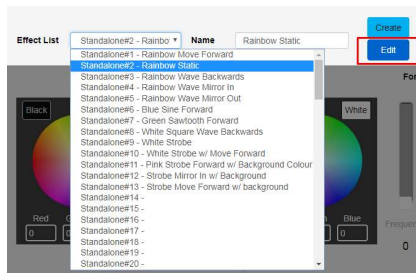 Create
Effect List Standalone#2 - Rainbo Name Rainbow Static
Edit
Standalone#1 - Rainbow Move Forward
Standalone#2 - Rainbow Static
Standalone#3 - Rainbow Wave Backwards
Standalone#4 - Rainbow Wave Mirror In
Standalone#5 - Rainbow Wave Mirror Out
Standalone#6 - Blue Sine Forward
Standalone#7 - Green Sawtooth Forward
Standalone#8 - White Square Wave Backwards
Standalone#9 - White Strobe
Standalone#10 - White Strobe w/ Move Forward
Standalone#11 - Pink Strobe Forward w/ Background Colour
Standalone#12 - Strobe Mirror In w/ Background
Standalone#13 - Strobe Move Forward w/ background
Standalone#14 -
Standalone#15 -
Standalone#16 -
Standalone#17 -
Standalone#18 -
Standalone#19 -
Standalone#20 -
For
Black White
Red G n Blue
0 0 0
Frequen
0